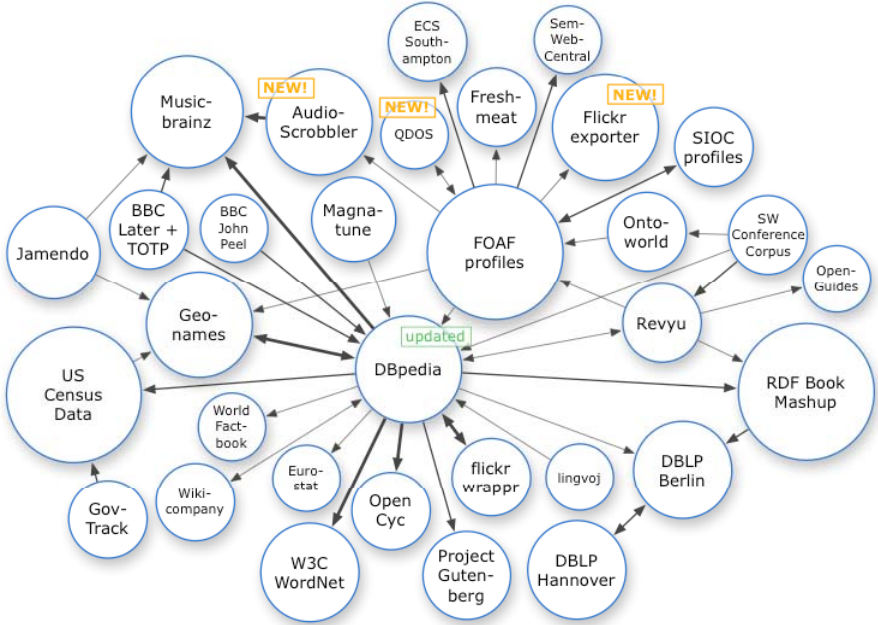 ECS
South-
ampton
Sem-
Web-
Central
Music-
brainz
NEW!
Audio-
Scrobbler
NEW!
QDOS
Fresh-
meat
NEW!
Flickr
exporter
SIOC
profiles
Jamendo
BBC
Later +
TOTP
BBC
John
Peel
Magna-
tune
FOAF
profiles
Onto-
world
SW
Conference
Corpus
Open-
Guides
Geo-
names
updated
DBpedia
Revyu
US
Census
Data
RDF Book
Mashup
World
Fact-
book
Wiki-
company
Euro-
stat
Open
Cyc
flickr
wrappr
lingvoj
DBLP
Berlin
Gov-
Track
W3C
WordNet
Project
Guten-
berg
DBLP
Hannover